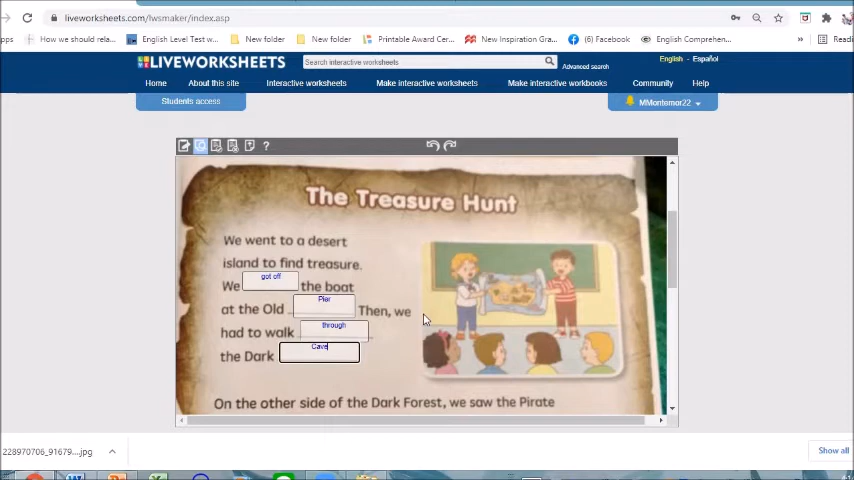 liveworksheets.com/lwsmaker/index.asp
pps
How we should rela...
English Level Test w...
New folder
New folder
Printable Award Cer...
New Inspiration Gra...
(6) Facebook
English Comprehen...
»
Readi
LIVEWORKSHEETS
Search interactive worksheets
Advanced search
English - Español
Home
About this site
Interactive worksheets
Make interactive worksheets
Make interactive workbooks
Community
Help
Students access
MMontemor22
?
The Treasure Hunt
We went to a desert
island to find treasure.
We got off the boat
at the Old Pier Then, we
had to walk through
the Dark Cave
On the other side of the Dark Forest, we saw the Pirate
228970706_91679....jpg
Show all